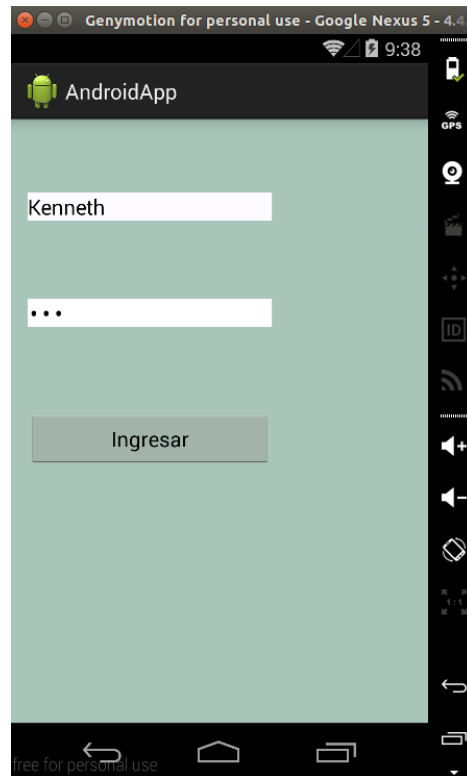 Genymotion for personal use - Google Nexus 5 - 4.4
9:38
AndroidApp
GPS
Kenneth
•••
ID
Ingresar
1:1
free for personal use